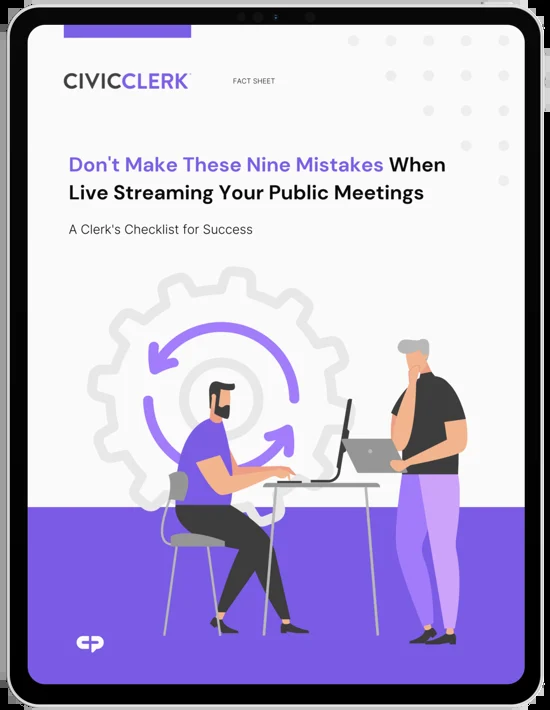 CIVICCLERK
FACT SHEET
Don't Make These Nine Mistakes When
Live Streaming Your Public Meetings
A Clerk's Checklist for Success